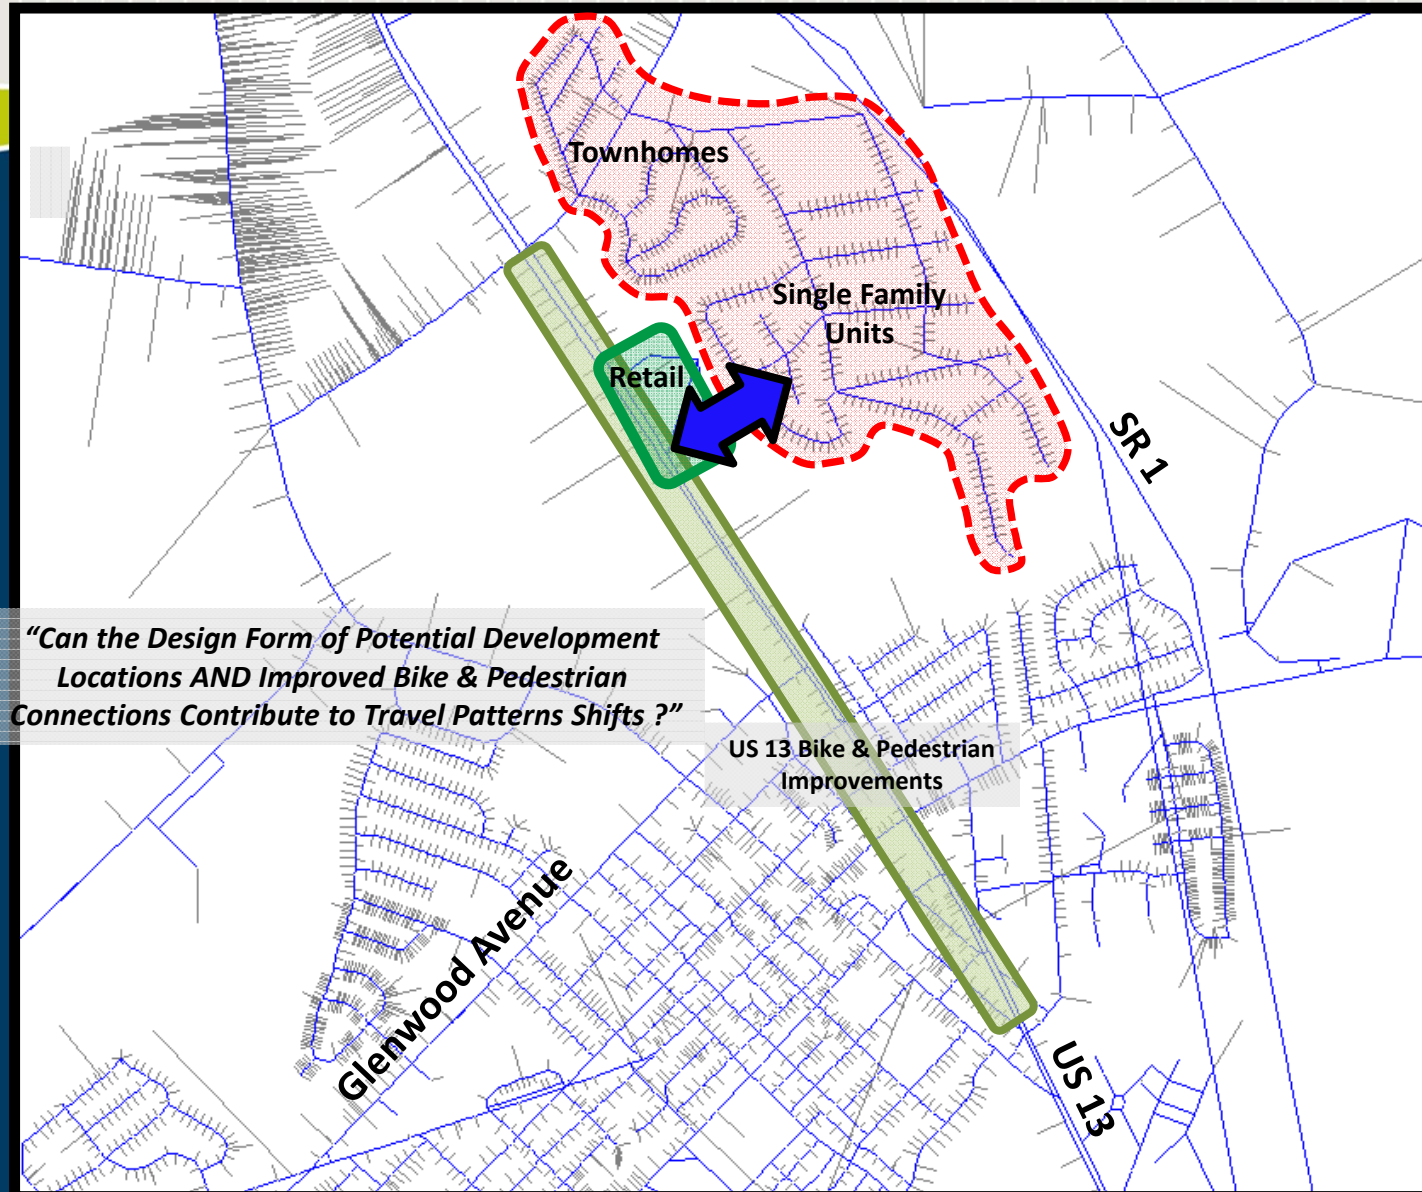 Townhomes
Single Family
Units
Retail
SR 1
“Can the Design Form of Potential Development
Locations AND Improved Bike & Pedestrian
Connections Contribute to Travel Patterns Shifts ?”
US 13 Bike & Pedestrian
Improvements
Glenwood Avenue
US 13